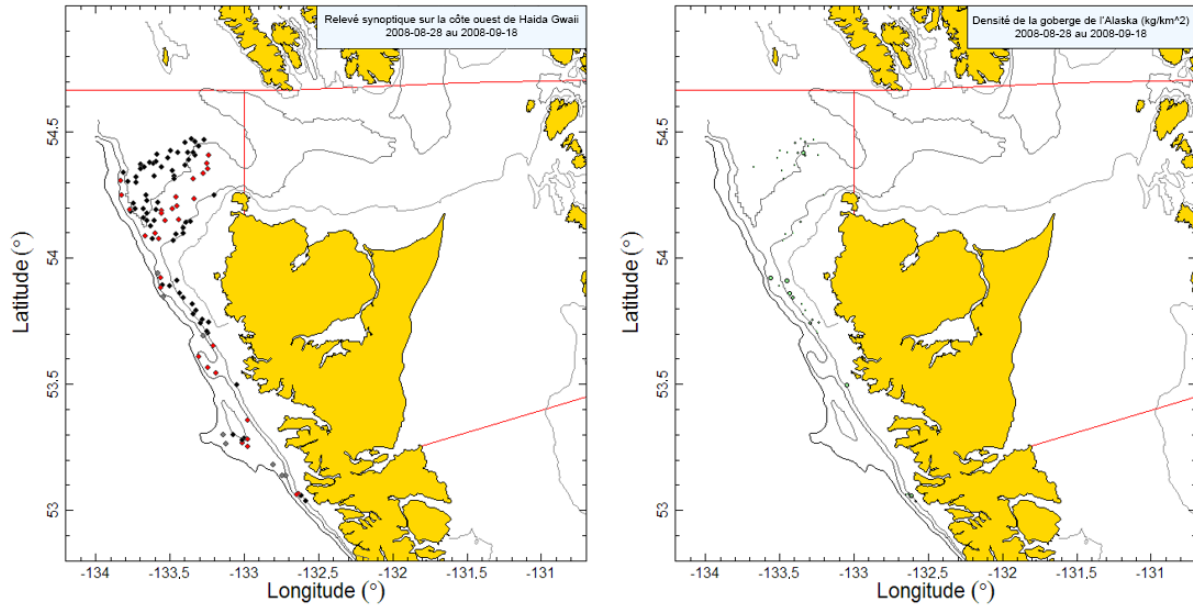 Relevé synoptique sur la côte ouest de Haida Gwaii
2008-08-28 au 2008-09-18
54.5
54
53.5
53
Latitude (°)
-134
-133.5
-133
-132.5
-132
-131.5
-131
Longitude (°)
Densité de la goberge de l'Alaska (kg/km^2)
2008-08-28 au 2008-09-18
54.5
54
53.5
53
Latitude (°)
-134
-133.5
-133
-132.5
-132
-131.5
-131
Longitude (°)